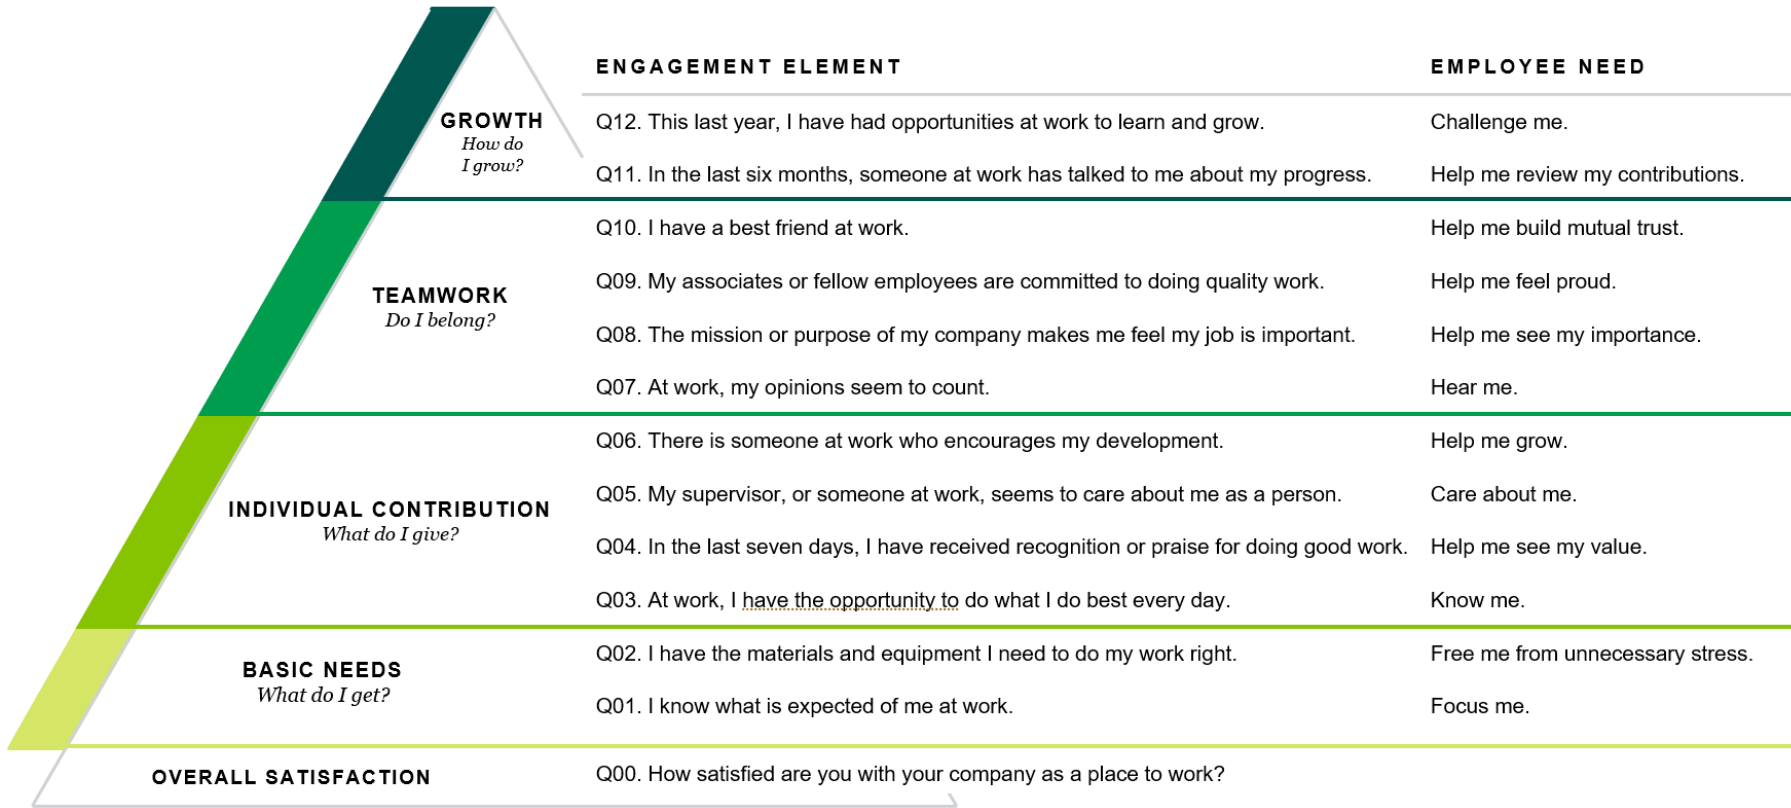 ENGAGEMENT ELEMENT EMPLOYEE NEED
GROWTH
How do
I grow?
Q12. This last year, I have had opportunities at work to learn and grow. Challenge me.
Q11. In the last six months, someone at work has talked to me about my progress. Help me review my contributions.
TEAMWORK
Do I belong?
Q10. I have a best friend at work. Help me build mutual trust.
Q09. My associates or fellow employees are committed to doing quality work. Help me feel proud.
Q08. The mission or purpose of my company makes me feel my job is important. Help me see my importance.
Q07. At work, my opinions seem to count. Hear me.
INDIVIDUAL CONTRIBUTION
What do I give?
Q06. There is someone at work who encourages my development. Help me grow.
Q05. My supervisor, or someone at work, seems to care about me as a person. Care about me.
Q04. In the last seven days, I have received recognition or praise for doing good work. Help me see my value.
Q03. At work, I have the opportunity to do what I do best every day. Know me.
BASIC NEEDS
What do I get?
Q02. I have the materials and equipment I need to do my work right. Free me from unnecessary stress.
Q01. I know what is expected of me at work. Focus me.
OVERALL SATISFACTION
Q00. How satisfied are you with your company as a place to work?